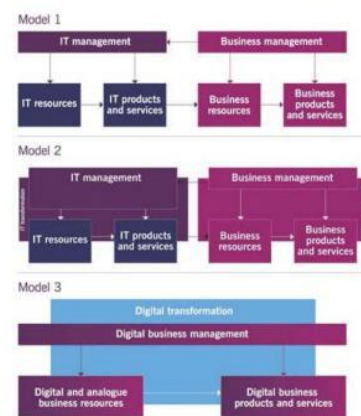 Model 1
IT management
Business management
IT resources
IT products
and services
Business
resources
Business
products
and services
Model 2
IT transformation
IT management
Business management
IT resources
IT products
and services
Business
resources
Business
products
and services
Model 3
Digital transformation
Digital business management
Digital and analogue
business resources
Digital business
products and services